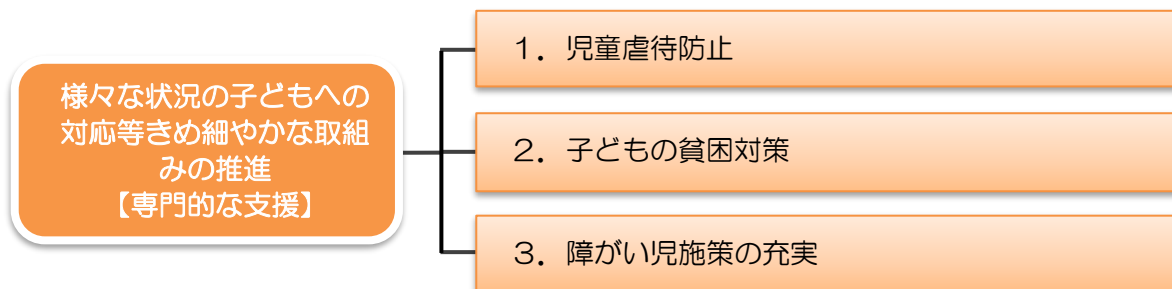 様々な状況の子どもへの
対応等きめ細やかな取組
みの推進
【専門的な支援】
１．児童虐待防止
２．子どもの貧困対策
３．障がい児施策の充実